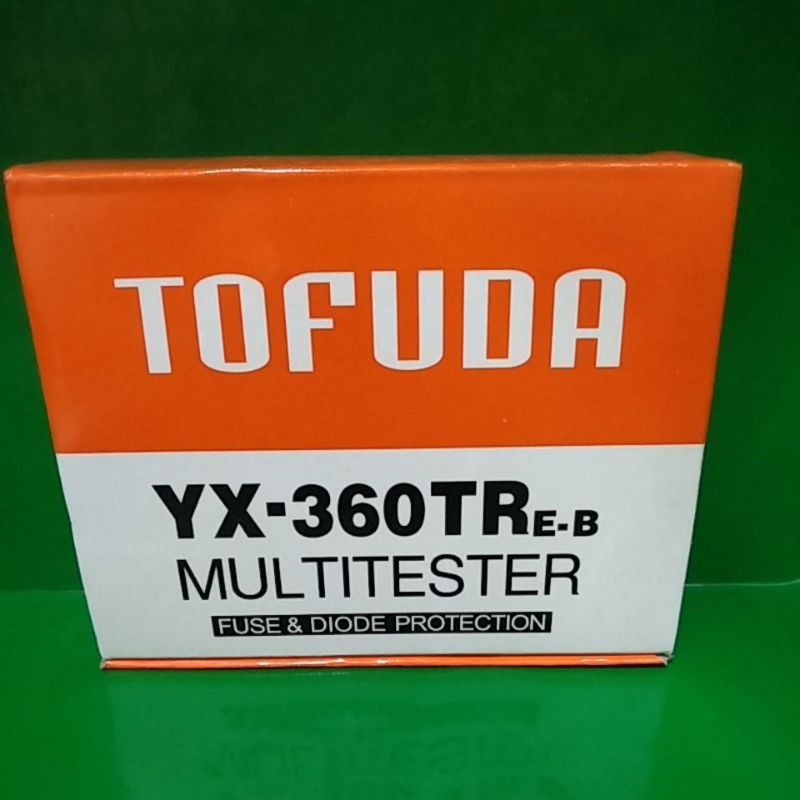 TOFUDA
YX-360TRE-B
MULTITESTER
FUSE & DIODE PROTECTION